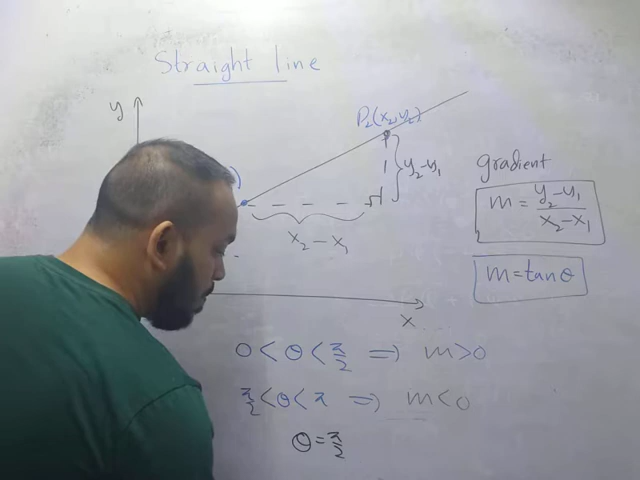 Straight line
y
P₂(x₂,y₂)
)
y₂-y₁
x₂-x₁
x
gradient
m = y₂-y₁ / x₂-x₁
m = tanθ
0 < θ < π/2 => m>0
π/2 < θ < π => m<0
θ = π/2